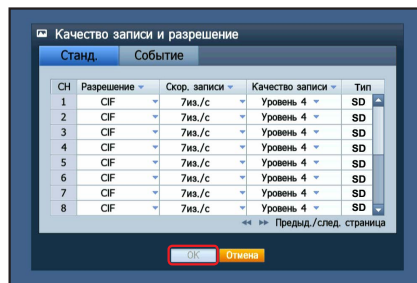 Качество записи и разрешение
Станд. Событие
CH Разрешение Скор. записи Качество записи Тип
1 CIF 7из./с Уровень 4 SD
2 CIF 7из./с Уровень 4 SD
3 CIF 7из./с Уровень 4 SD
4 CIF 7из./с Уровень 4 SD
5 CIF 7из./с Уровень 4 SD
6 CIF 7из./с Уровень 4 SD
7 CIF 7из./с Уровень 4 SD
8 CIF 7из./с Уровень 4 SD
Предыд./след. страница
OK Отмена